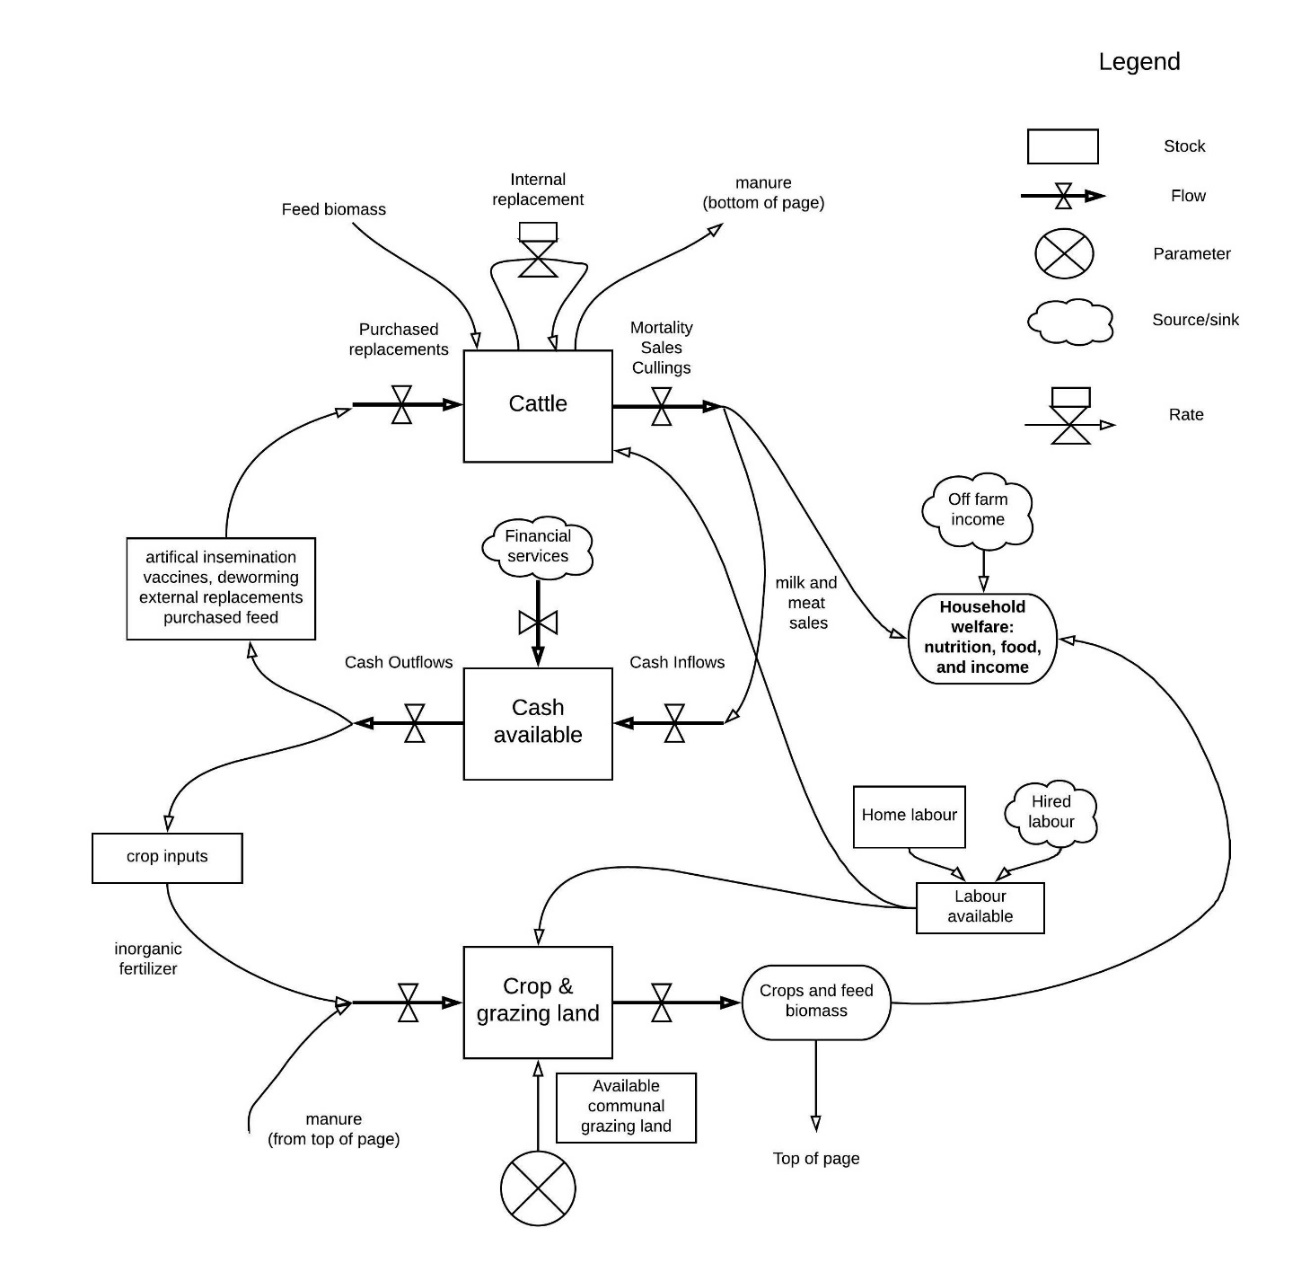 Legend
Stock
Flow
Parameter
Source/sink
Rate
Internal
replacement
manure
(bottom of page)
Feed biomass
Purchased
replacements
Mortality
Sales
Cullings
Cattle
Off farm
income
Financial
services
artifical insemination
vaccines, deworming
external replacements
purchased feed
milk and
meat
sales
Household
welfare:
nutrition, food,
and income
Cash Outflows
Cash Inflows
Cash
available
Home labour
Hired
labour
crop inputs
Labour
available
inorganic
fertilizer
Crop &
grazing land
Crops and feed
biomass
Available
communal
grazing land
manure
(from top of page)
Top of page